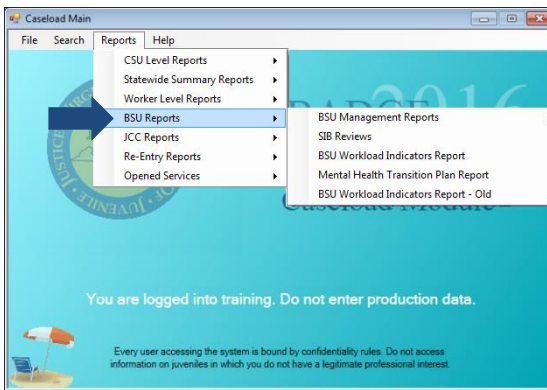 Caseload Main
File Search Reports Help
CSU Level Reports
Statewide Summary Reports
Worker Level Reports
BSU Reports
JCC Reports
Re-Entry Reports
Opened Services
BSU Management Reports
SIB Reviews
BSU Workload Indicators Report
Mental Health Transition Plan Report
BSU Workload Indicators Report - Old
You are logged into training. Do not enter production data.
Every user accessing the system is bound by confidentiality rules. Do not access
information on juveniles in which you do not have a legitimate professional interest.